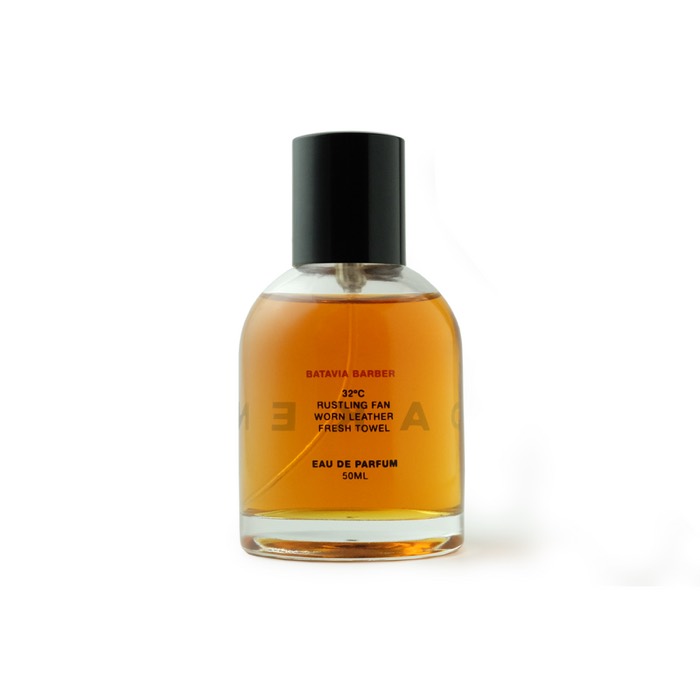 BATAVIA BARBER
32°C
RUSTLING FAN
WORN LEATHER
FRESH TOWEL
EAU DE PARFUM
50ML